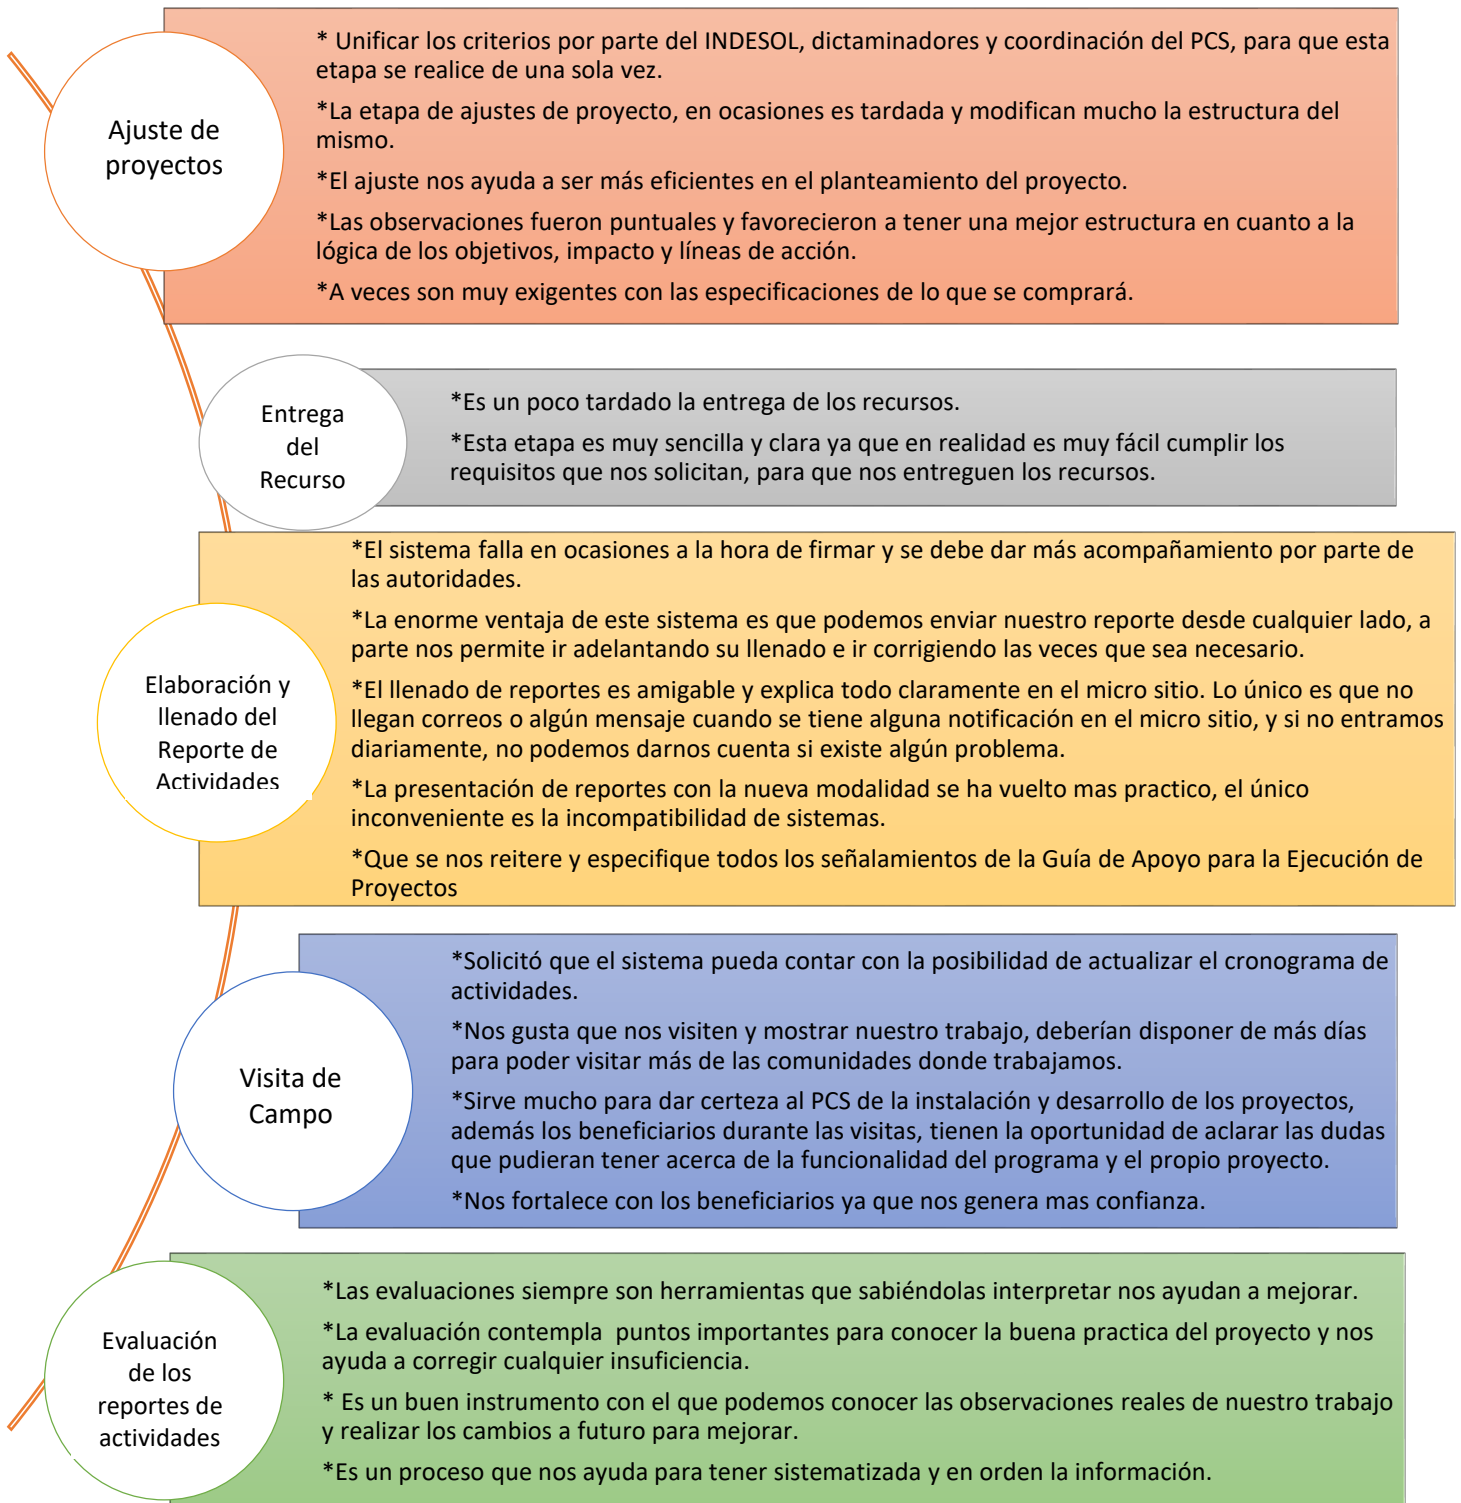 Ajuste de
proyectos
* Unificar los criterios por parte del INDESOL, dictaminadores y coordinación del PCS, para que esta
etapa se realice de una sola vez.
*La etapa de ajustes de proyecto, en ocasiones es tardada y modifican mucho la estructura del
mismo.
*El ajuste nos ayuda a ser más eficientes en el planteamiento del proyecto.
*Las observaciones fueron puntuales y favorecieron a tener una mejor estructura en cuanto a la
lógica de los objetivos, impacto y líneas de acción.
*A veces son muy exigentes con las especificaciones de lo que se comprará.
Entrega
del
Recurso
*Es un poco tardado la entrega de los recursos.
*Esta etapa es muy sencilla y clara ya que en realidad es muy fácil cumplir los
requisitos que nos solicitan, para que nos entreguen los recursos.
Elaboración y
llenado del
Reporte de
Actividades
*El sistema falla en ocasiones a la hora de firmar y se debe dar más acompañamiento por parte de
las autoridades.
*La enorme ventaja de este sistema es que podemos enviar nuestro reporte desde cualquier lado, a
parte nos permite ir adelantando su llenado e ir corrigiendo las veces que sea necesario.
*El llenado de reportes es amigable y explica todo claramente en el micro sitio. Lo único es que no
llegan correos o algún mensaje cuando se tiene alguna notificación en el micro sitio, y si no entramos
diariamente, no podemos darnos cuenta si existe algún problema.
*La presentación de reportes con la nueva modalidad se ha vuelto mas practico, el único
inconveniente es la incompatibilidad de sistemas.
*Que se nos reitere y especifique todos los señalamientos de la Guía de Apoyo para la Ejecución de
Proyectos
Visita de
Campo
*Solicitó que el sistema pueda contar con la posibilidad de actualizar el cronograma de
actividades.
*Nos gusta que nos visiten y mostrar nuestro trabajo, deberían disponer de más días
para poder visitar más de las comunidades donde trabajamos.
*Sirve mucho para dar certeza al PCS de la instalación y desarrollo de los proyectos,
además los beneficiarios durante las visitas, tienen la oportunidad de aclarar las dudas
que pudieran tener acerca de la funcionalidad del programa y el propio proyecto.
*Nos fortalece con los beneficiarios ya que nos genera mas confianza.
Evaluación
de los
reportes de
actividades
*Las evaluaciones siempre son herramientas que sabiéndolas interpretar nos ayudan a mejorar.
*La evaluación contempla  puntos importantes para conocer la buena practica del proyecto y nos
ayuda a corregir cualquier insuficiencia.
* Es un buen instrumento con el que podemos conocer las observaciones reales de nuestro trabajo
y realizar los cambios a futuro para mejorar.
*Es un proceso que nos ayuda para tener sistematizada y en orden la información.